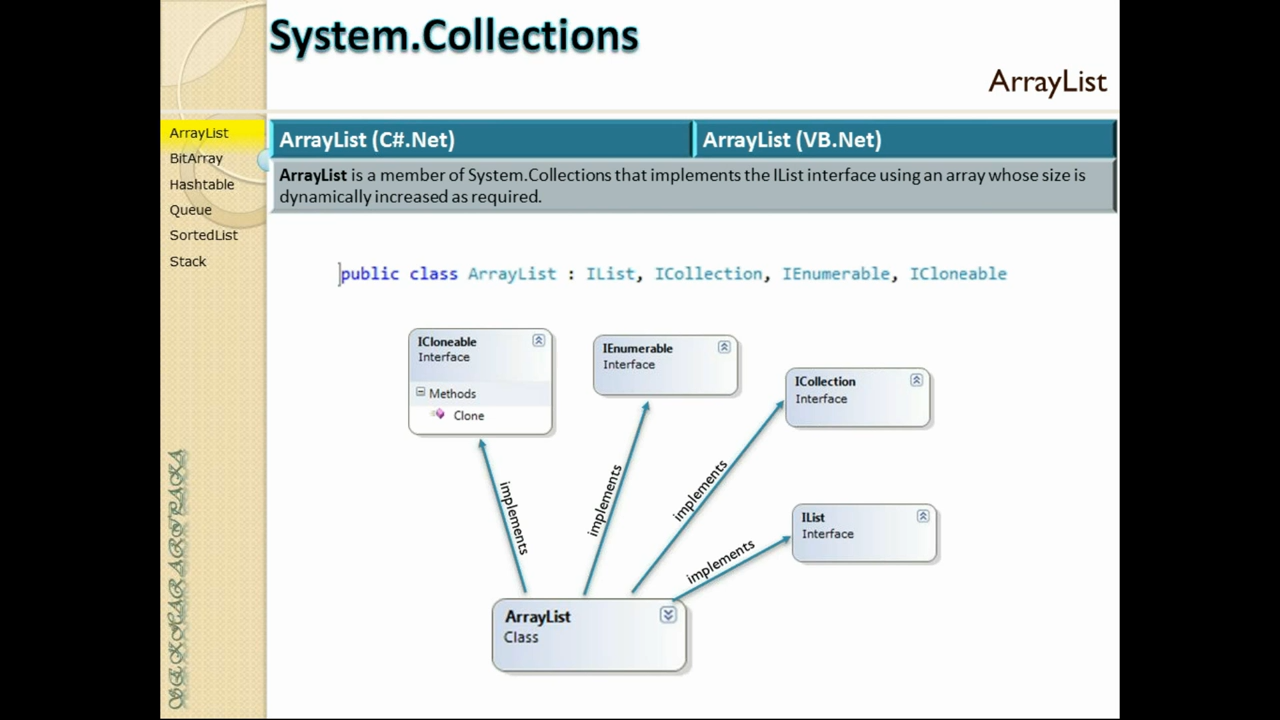 System.Collections
ArrayList
ArrayList
BitArray
Hashtable
Queue
SortedList
Stack
ArrayList (C#.Net)
ArrayList (VB.Net)
ArrayList is a member of System.Collections that implements the IList interface using an array whose size is
dynamically increased as required.
public class ArrayList : IList, ICollection, IEnumerable, ICloneable
ICloneable
Interface
Methods
Clone
IEnumerable
Interface
ICollection
Interface
IList
Interface
implements
implements
implements
implements
ArrayList
Class